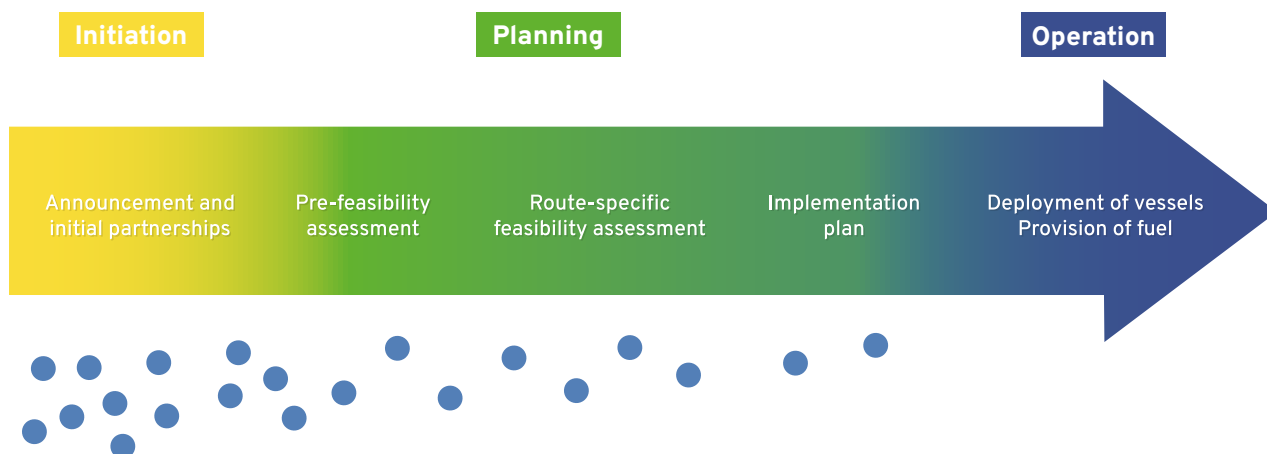 Initiation
Planning
Operation
Announcement and
initial partnerships
Pre-feasibility
assessment
Route-specific
feasibility assessment
Implementation
plan
Deployment of vessels
Provision of fuel